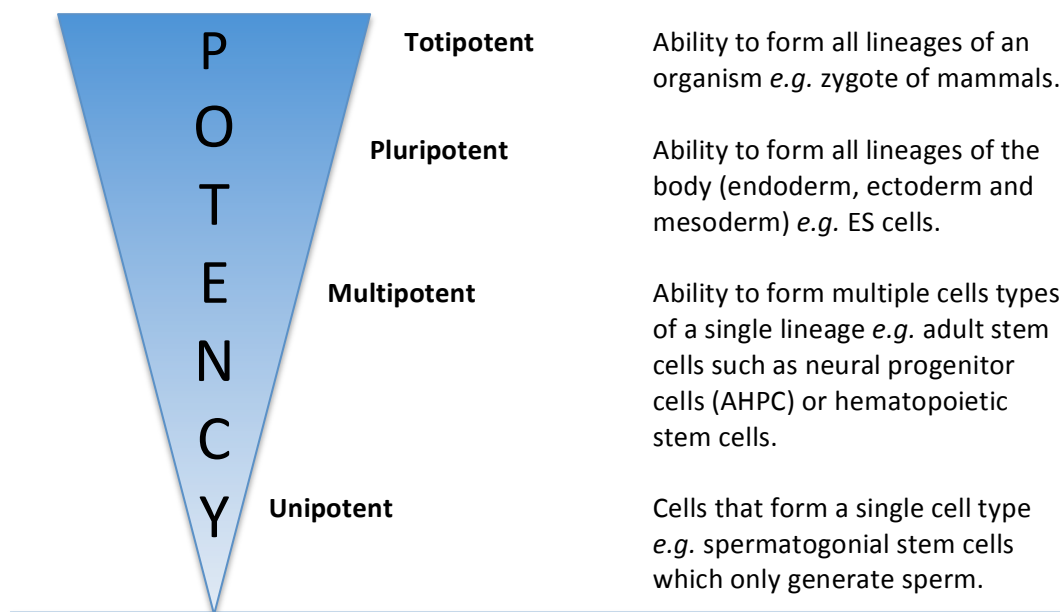 POTENCY
Totipotent
Ability to form all lineages of an
organism e.g. zygote of mammals.
Pluripotent
Ability to form all lineages of the
body (endoderm, ectoderm and
mesoderm) e.g. ES cells.
Multipotent
Ability to form multiple cells types
of a single lineage e.g. adult stem
cells such as neural progenitor
cells (AHPC) or hematopoietic
stem cells.
Unipotent
Cells that form a single cell type
e.g. spermatogonial stem cells
which only generate sperm.